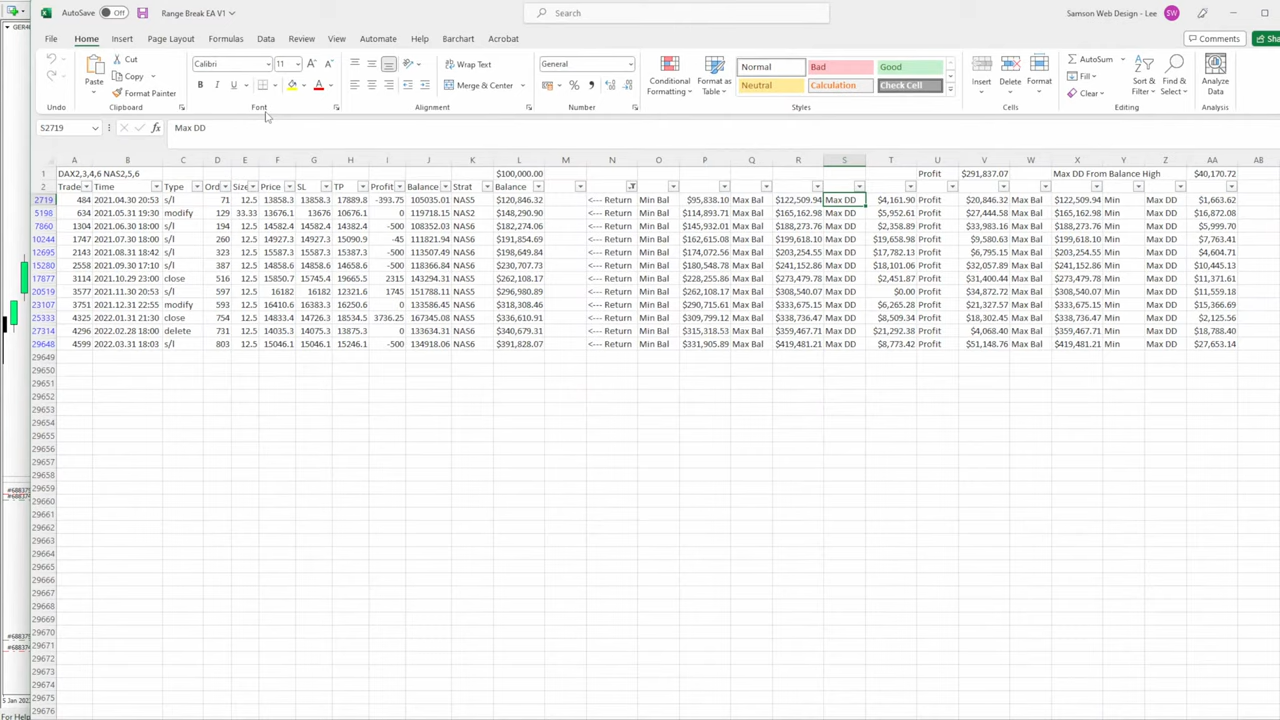 AutoSave Off Range Break EA V1 Search Samson Web Design - Lee SW
File Home Insert Page Layout Formulas Data Review View Automate Help Barchart Acrobat Comments Sha
Cut Copy Format Painter Paste Calibri 11 Wrap Text Merge & Center General Conditional Formatting Format as Table Normal Bad Good Neutral Calculation Check Cell Insert Delete Format AutoSum Fill Clear Sort & Filter Find & Select Analyze Data
Undo Clipboard Font Alignment Number Styles Cells Editing Analysis
S2719 fx Max DD
A B C D E F G H I J K L M N O P Q R S T U V W X Y Z AA AB
1 DAX2,3,4,6 NAS2,5,6 $100,000.00 Profit $291,837.07 Max DD From Balance High $40,170.72
2 Trade Time Type Ord Size Price SL TP Profit Balance Strat Balance
2719 484 2021.04.30 20:55 s/l 71 12.5 13858.3 13858.3 17889.8 -393.75 105035.01 NAS5 $120,846.32 <--- Return Min Bal $95,838.10 Max Bal $122,509.94 Max DD $4,161.90 Profit $20,846.32 Max Bal $122,509.94 Min Max DD $1,663.62
5198 634 2021.05.31 19:30 modify 129 33.33 13676.1 13676 10676.1 0 119718.15 NAS2 $148,290.90 <--- Return Min Bal $114,893.71 Max Bal $165,162.98 Max DD $5,952.61 Profit $27,444.58 Max Bal $165,162.98 Min Max DD $16,872.08
7860 1304 2021.06.30 18:00 s/l 194 12.5 14582.4 14582.4 14382.4 -500 108352.03 NAS6 $182,274.06 <--- Return Min Bal $145,932.01 Max Bal $188,273.76 Max DD $2,358.89 Profit $33,983.16 Max Bal $188,273.76 Min Max DD $5,999.70
10244 1747 2021.07.30 18:00 s/l 260 12.5 14927.3 14927.3 15090.9 -45 111821.94 NAS6 $191,854.69 <--- Return Min Bal $162,615.08 Max Bal $199,618.10 Max DD $19,658.98 Profit $9,580.63 Max Bal $199,618.10 Min Max DD $7,763.41
12695 2143 2021.08.31 18:42 s/l 323 12.5 15587.3 15587.3 15387.3 -500 113507.49 NAS6 $198,649.84 <--- Return Min Bal $174,072.56 Max Bal $203,254.55 Max DD $17,782.13 Profit $6,795.15 Max Bal $203,254.55 Min Max DD $4,604.71
15280 2558 2021.09.30 17:10 s/l 387 12.5 14858.6 14858.6 14658.6 -500 118366.84 NAS6 $230,707.73 <--- Return Min Bal $180,548.78 Max Bal $241,152.86 Max DD $18,101.06 Profit $32,057.89 Max Bal $241,152.86 Min Max DD $10,445.13
17877 3114 2021.10.29 23:00 close 516 12.5 15850.7 15745.4 19665.5 2315 143294.31 NAS5 $262,108.17 <--- Return Min Bal $228,255.86 Max Bal $273,479.78 Max DD $2,451.87 Profit $31,400.44 Max Bal $273,479.78 Min Max DD $11,371.61
20519 3577 2021.11.30 20:53 s/l 597 12.5 16182 16182 12321.6 1745 151788.11 NAS5 $296,980.89 <--- Return Min Bal $262,108.17 Max Bal $308,540.07 Max DD $0.00 Profit $34,872.72 Max Bal $308,540.07 Min Max DD $11,559.18
23107 3751 2021.12.31 22:55 modify 593 12.5 16410.6 16383.3 16250.6 0 133586.45 NAS6 $318,308.46 <--- Return Min Bal $290,715.61 Max Bal $333,675.15 Max DD $6,265.28 Profit $21,327.57 Max Bal $333,675.15 Min Max DD $15,366.69
25333 4325 2022.01.31 21:30 close 754 12.5 14833.4 14726.3 18534.5 3736.25 167345.08 NAS5 $336,610.91 <--- Return Min Bal $309,799.12 Max Bal $338,736.47 Max DD $8,509.34 Profit $18,302.45 Max Bal $338,736.47 Min Max DD $2,125.56
27314 4296 2022.02.28 18:00 delete 731 12.5 14035.3 14075.3 13875.3 0 133634.31 NAS6 $340,679.31 <--- Return Min Bal $315,318.53 Max Bal $359,467.71 Max DD $21,292.38 Profit $4,068.40 Max Bal $359,467.71 Min Max DD $18,788.40
29648 4599 2022.03.31 18:03 s/l 803 12.5 15046.1 15046.1 15246.1 -500 134918.06 NAS6 $391,828.07 <--- Return Min Bal $331,905.89 Max Bal $419,481.21 Max DD $8,773.42 Profit $51,148.76 Max Bal $419,481.21 Min Max DD $27,653.14
29649
29650
29651
29652
29653
29654
29655
29656
29657
29658
29659
29660
29661
29662
29663
29664
29665
29666
29667
29668
29669
29670
29671
29672
29673
29674
29675
29676